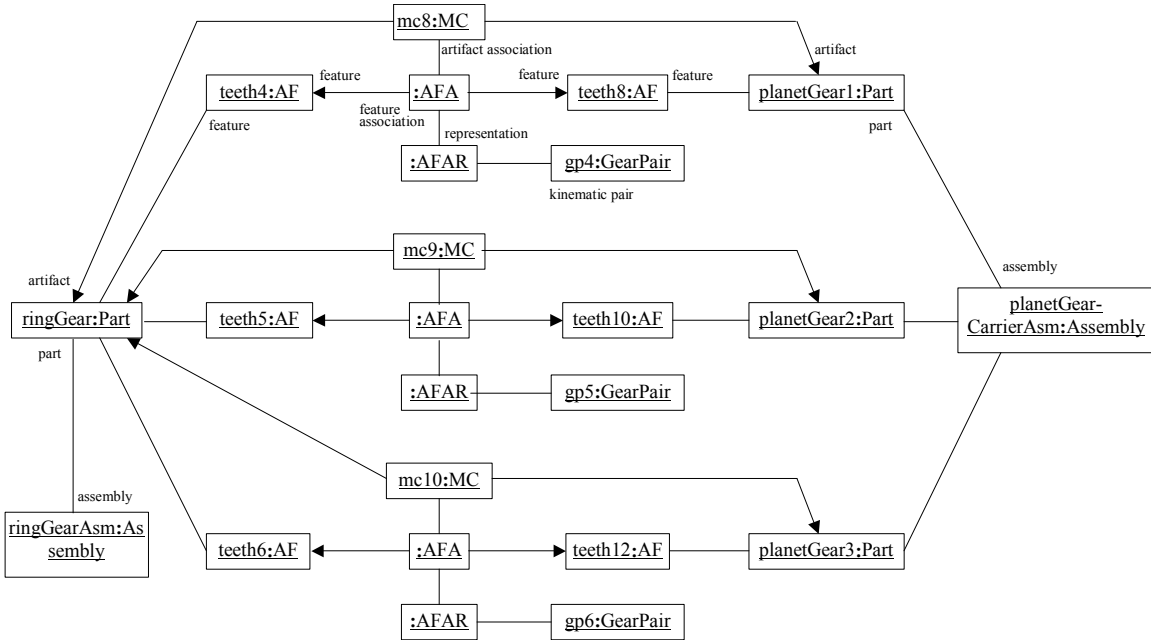 mc8:MC
artifact association
artifact
feature
feature
feature
teeth4:AF
:AFA
teeth8:AF
planetGear1:Part
feature
association
feature
part
representation
:AFAR
gp4:GearPair
kinematic pair
mc9:MC
artifact
assembly
ringGear:Part
teeth5:AF
:AFA
teeth10:AF
planetGear2:Part
planetGear-
CarrierAsm:Assembly
part
:AFAR
gp5:GearPair
mc10:MC
assembly
ringGearAsm:As
sembly
teeth6:AF
:AFA
teeth12:AF
planetGear3:Part
:AFAR
gp6:GearPair